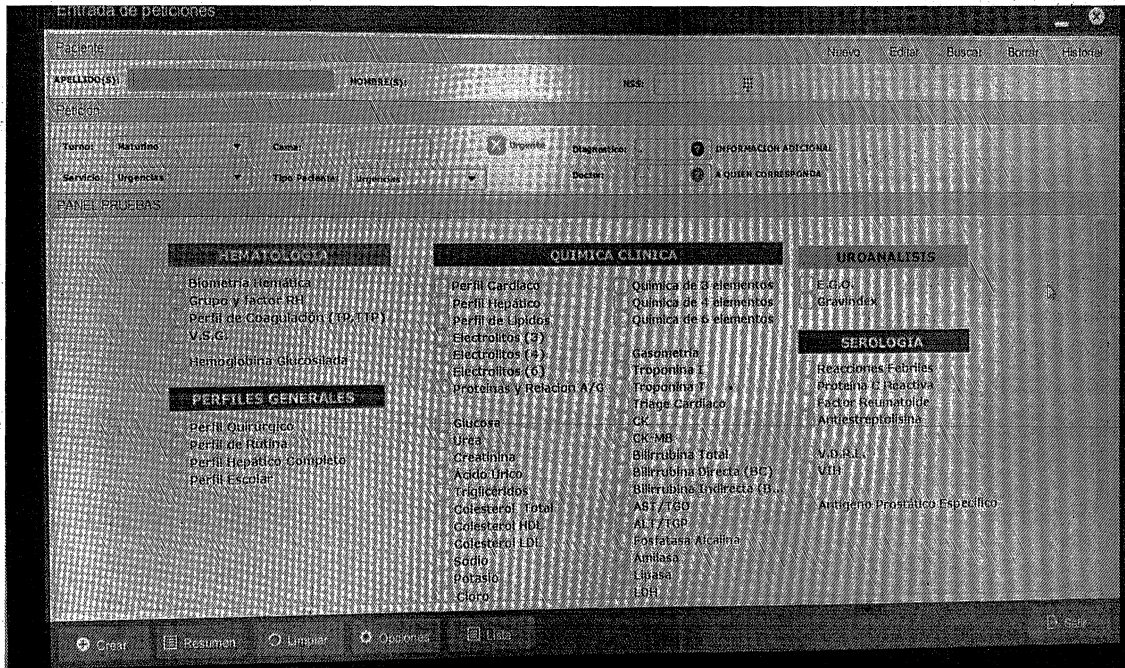 Entrada de peticiones
Paciente
Nuevo Editar Buscar Borrar Historial
APELLIDO(S): NOMBRE(S): NSS:
Petición
Turno: Matutino Cama: Urgente Diagnostico: INFORMACION ADICIONAL
Servicio: Urgencias Tipo Paciente: Urgencias Doctor: A QUIEN CORRESPONDA
PANEL PRUEBAS
HEMATOLOGIA
Biometría Hemática
Grupo y factor RH
Perfil de Coagulación (TP,TTP)
V.S.G.
Hemoglobina Glucosilada
PERFILES GENERALES
Perfil Quirurgico
Perfil de Rutina
Perfil Hepático Completo
Perfil Escolar
QUIMICA CLINICA
Perfil Cardiaco
Perfil Hepático
Perfil de Lípidos
Electrolitos (3)
Electrolitos (4)
Electrolitos (6)
Proteinas y Relacion A/G
Glucosa
Urea
Creatinina
Acido Urico
Trigliceridos
Colesterol Total
Colesterol HDL
Colesterol LDL
Sodio
Potasio
Cloro
Quimica de 3 elementos
Quimica de 4 elementos
Quimica de 6 elementos
Gasometria
Troponina I
Troponina T
Triage Cardiaco
CK
CK-MB
Bilirrubina Total
Bilirrubina Directa (BC)
Bilirrubina Indirecta (B...
AST/TGO
ALT/TGP
Fosfatasa Alcalina
Amilasa
Lipasa
LDH
UROANALISIS
E.G.O.
Gravindex
SEROLOGÍA
Reacciones Febriles
Proteina C Reactiva
Factor Reumatoide
Antiestreptolisina
V.D.R.L.
VIH
Antigeno Prostático Especifico
Crear Resumen Limpiar Opciones Lista Salir